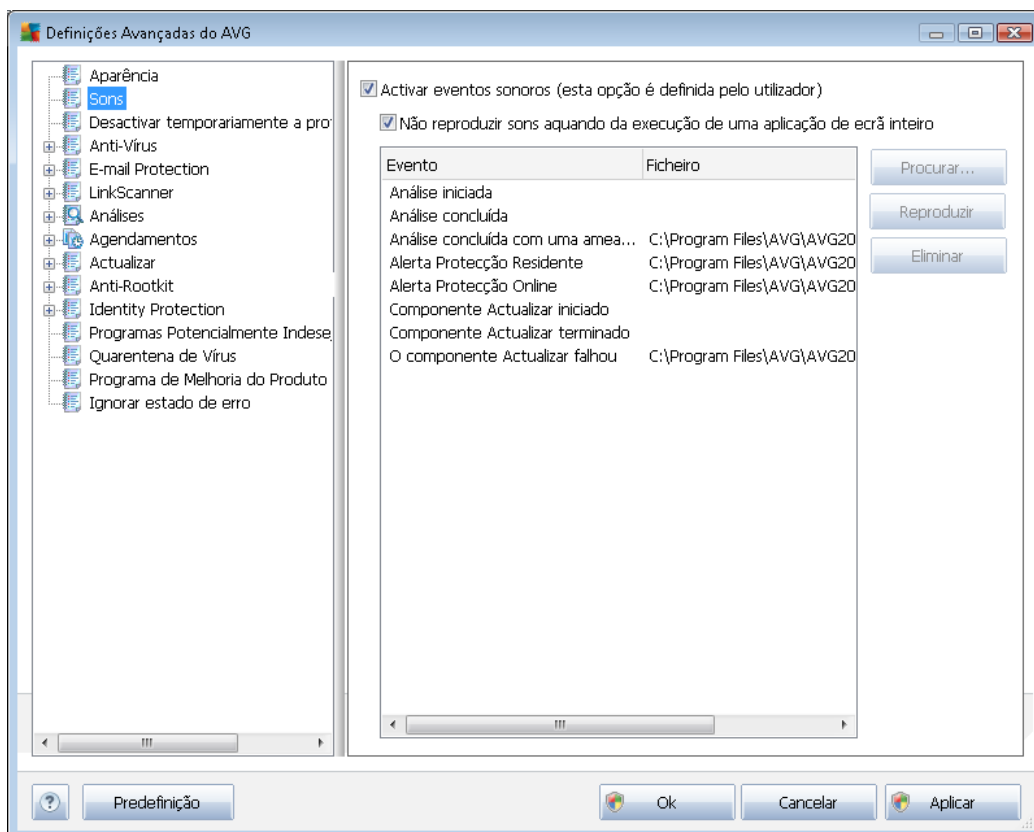 Definições Avançadas do AVG
Aparência
Sons
Desactivar temporariamente a pro
Anti-Vírus
E-mail Protection
LinkScanner
Análises
Agendamentos
Actualizar
Anti-Rootkit
Identity Protection
Programas Potencialmente Indese
Quarentena de Vírus
Programa de Melhoria do Produto
Ignorar estado de erro
Activar eventos sonoros (esta opção é definida pelo utilizador)
Não reproduzir sons aquando da execução de uma aplicação de ecrã inteiro
Evento Ficheiro
Análise iniciada
Análise concluída
Análise concluída com uma amea... C:\Program Files\AVG\AVG20
Alerta Protecção Residente C:\Program Files\AVG\AVG20
Alerta Protecção Online C:\Program Files\AVG\AVG20
Componente Actualizar iniciado
Componente Actualizar terminado
O componente Actualizar falhou C:\Program Files\AVG\AVG20
Procurar...
Reproduzir
Eliminar
? Predefinição Ok Cancelar Aplicar